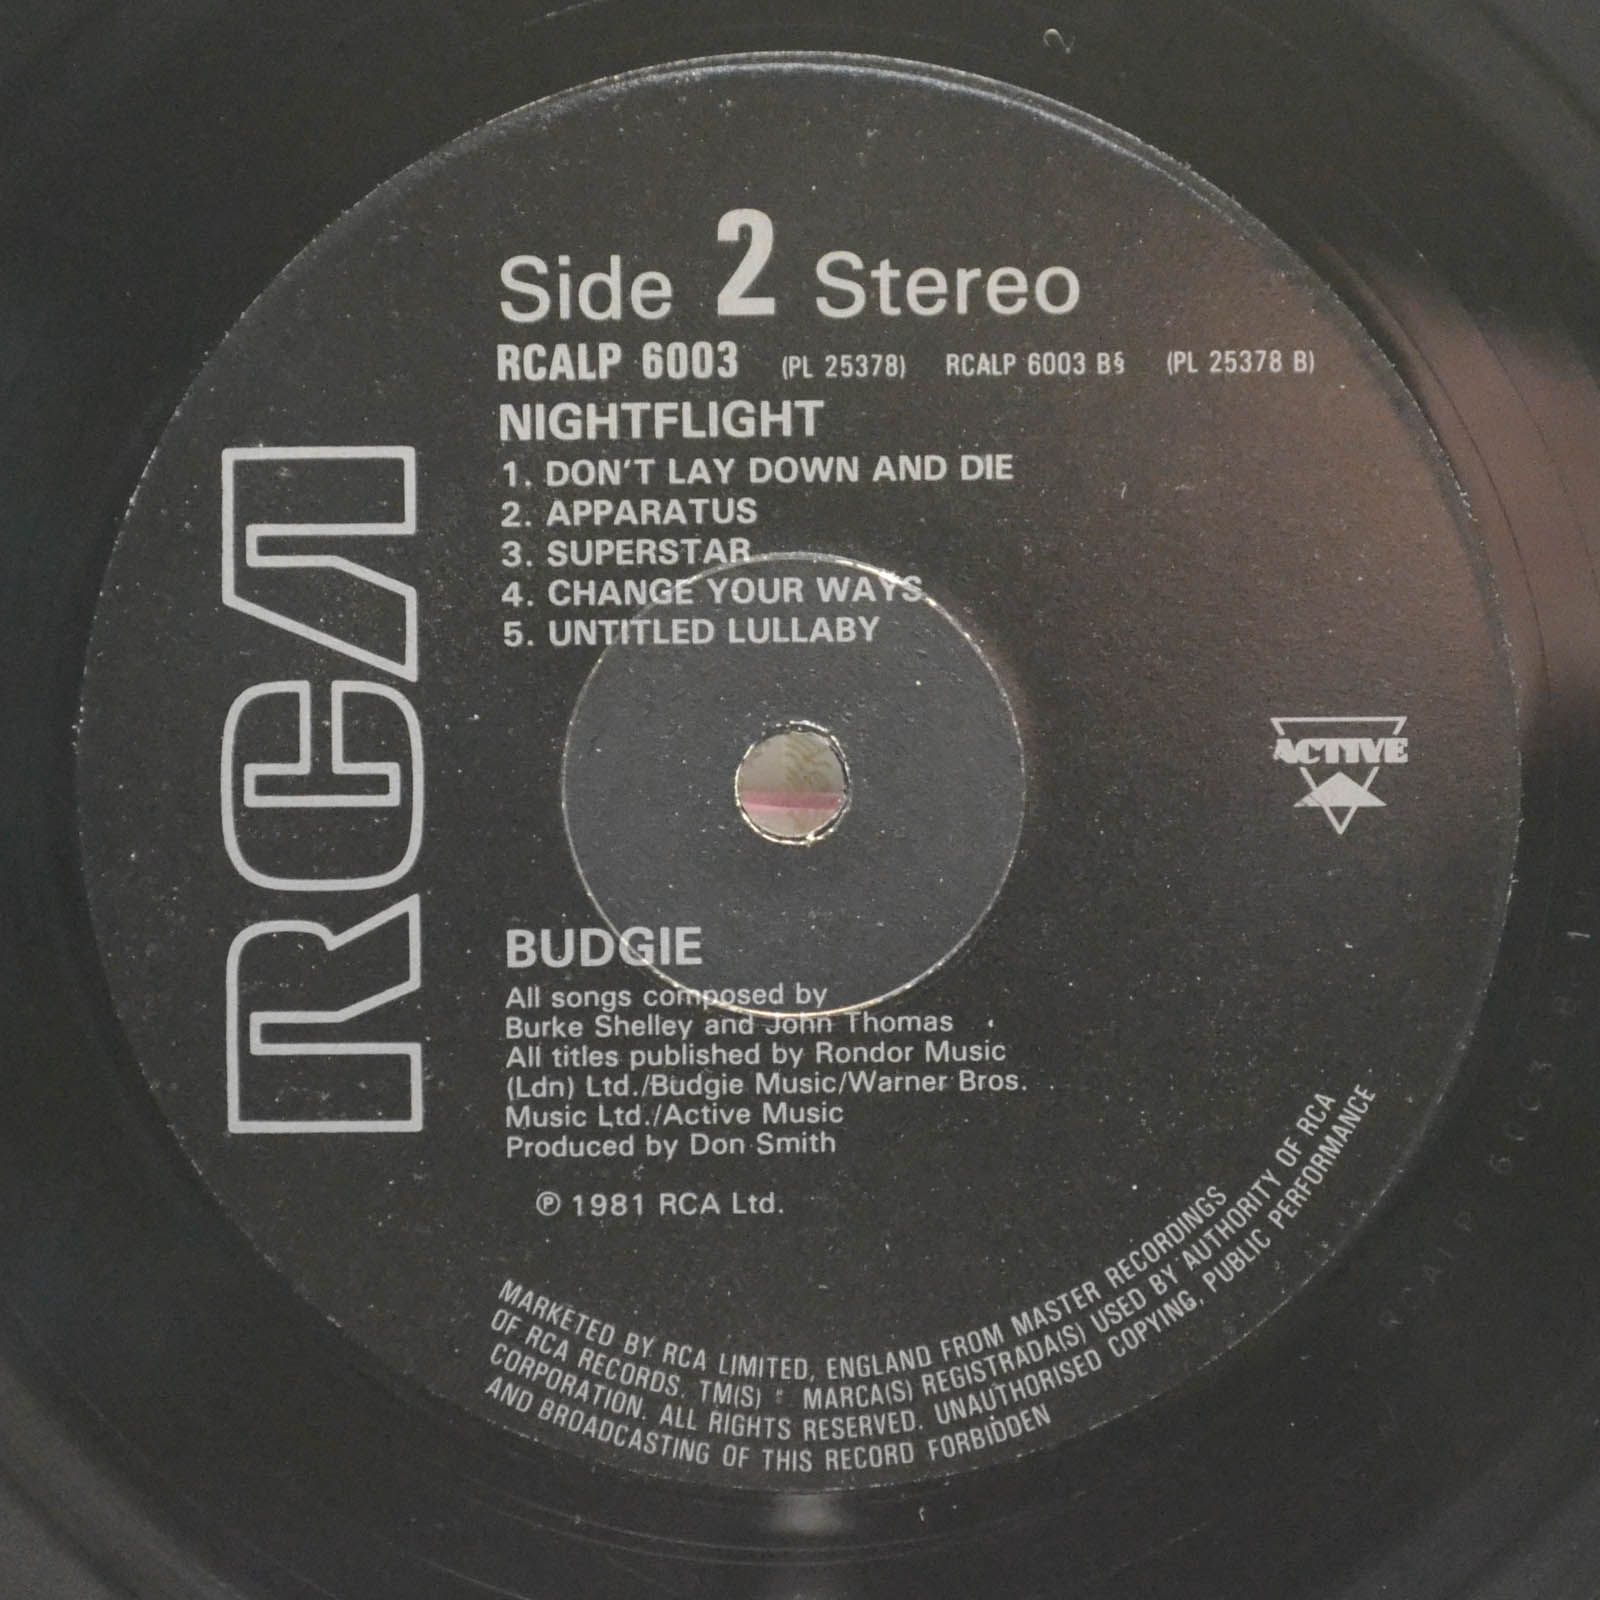 Side 2 Stereo
RCALP 6003 (PL 25378) RCALP 6003 B§ (PL 25378 B)
NIGHTFLIGHT
1. DON'T LAY DOWN AND DIE
2. APPARATUS
3. SUPERSTAR
4. CHANGE YOUR WAYS
5. UNTITLED LULLABY
RCA
ACTIVE
BUDGIE
All songs composed by
Burke Shelley and John Thomas
All titles published by Rondor Music
(Ldn) Ltd./Budgie Music/Warner Bros.
Music Ltd./Active Music
Produced by Don Smith
℗ 1981 RCA Ltd.
MARKETED BY RCA LIMITED, ENGLAND FROM MASTER RECORDINGS
OF RCA RECORDS. TM(S) ® MARCA(S) REGISTRADA(S) USED BY AUTHORITY OF RCA
CORPORATION. ALL RIGHTS RESERVED. UNAUTHORISED COPYING, PUBLIC PERFORMANCE
AND BROADCASTING OF THIS RECORD FORBIDDEN